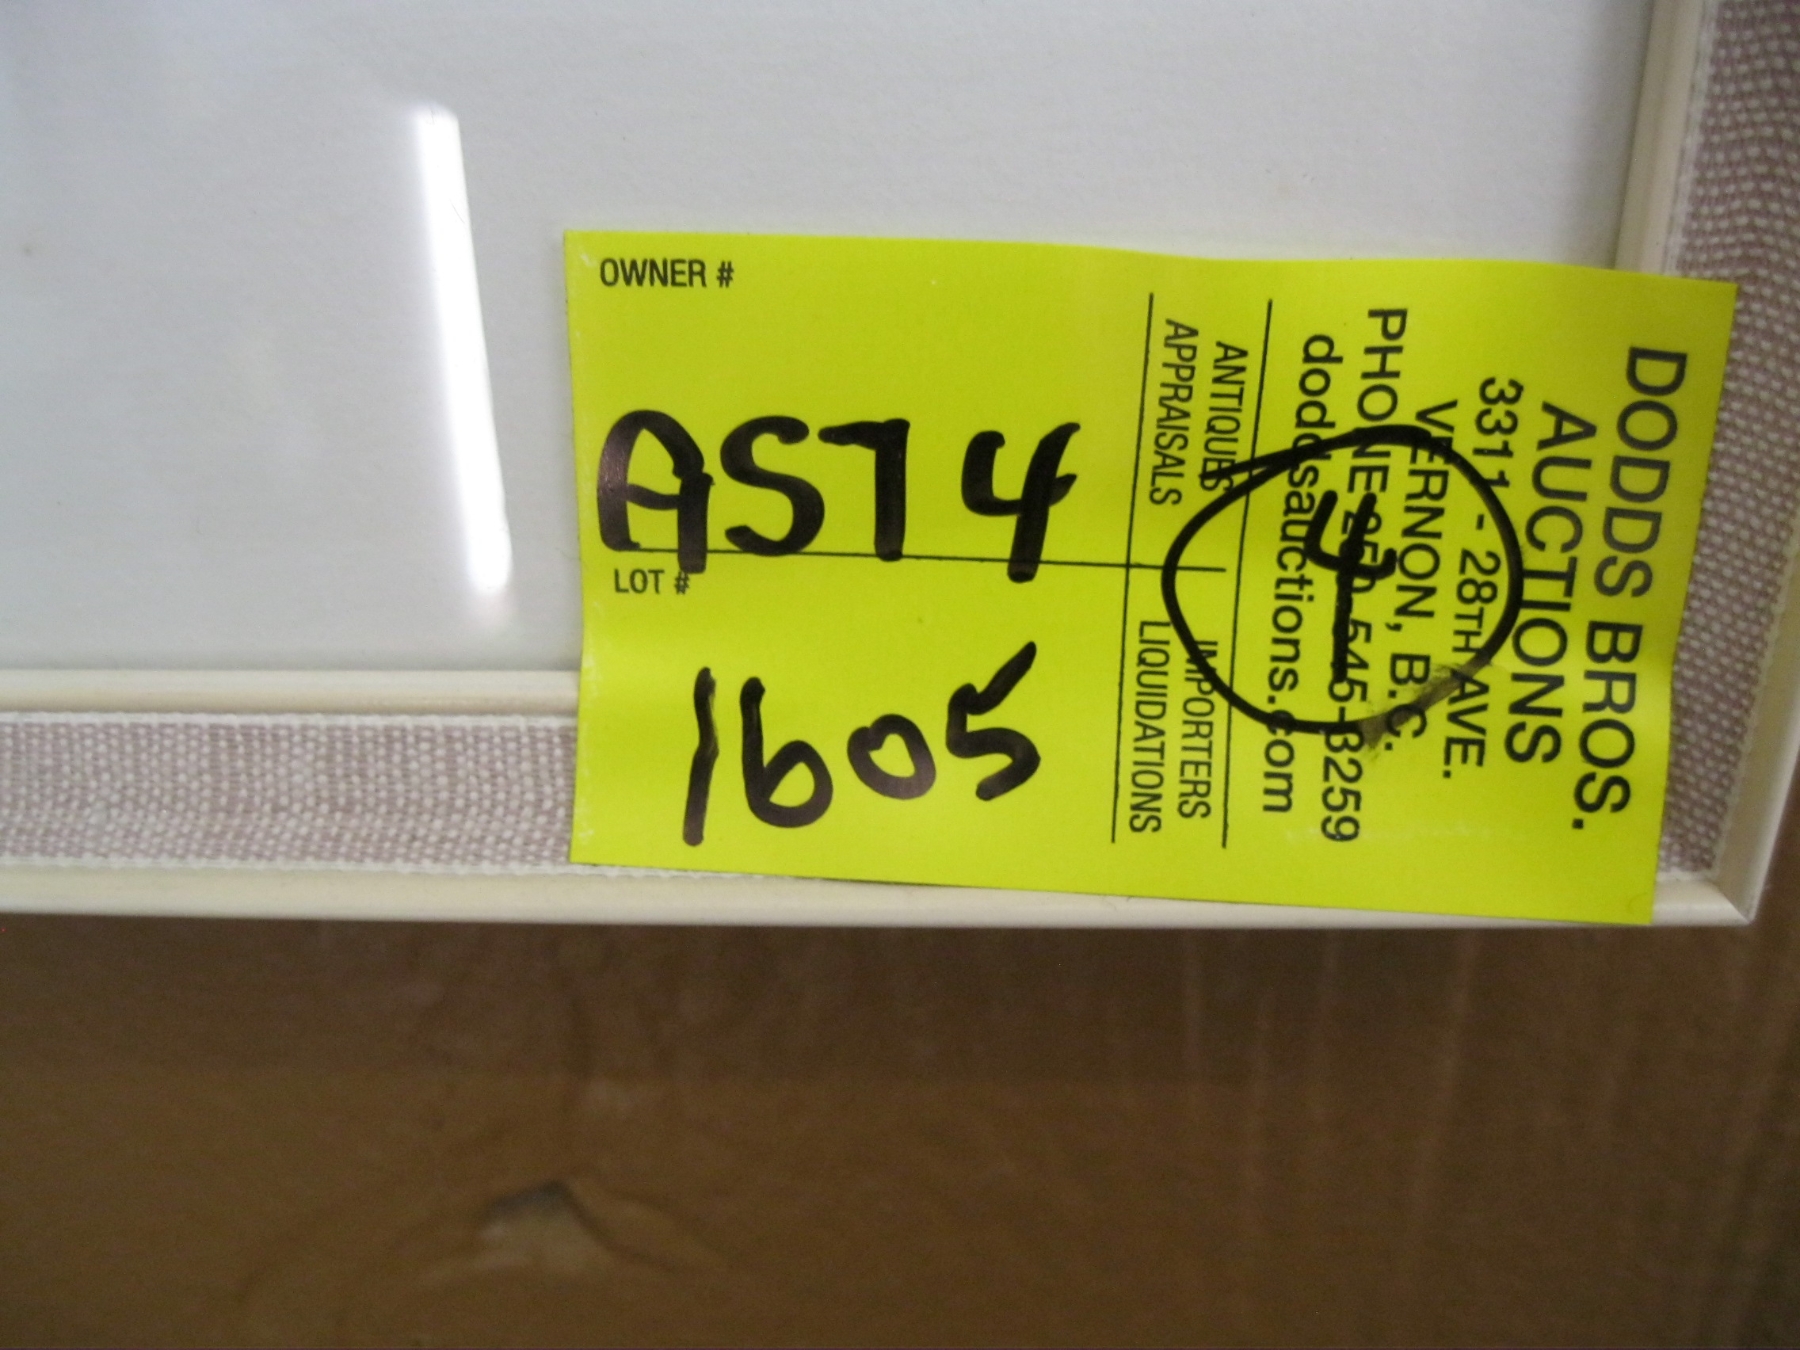 OWNER #
AST4
LOT #
1605
DODDS BROS.
AUCTIONS
3311 - 28TH AVE.
VERNON, B.C.
PHONE 250 545-3259
doddsauctions.com
ANTIQUES IMPORTERS
APPRAISALS LIQUIDATIONS
4